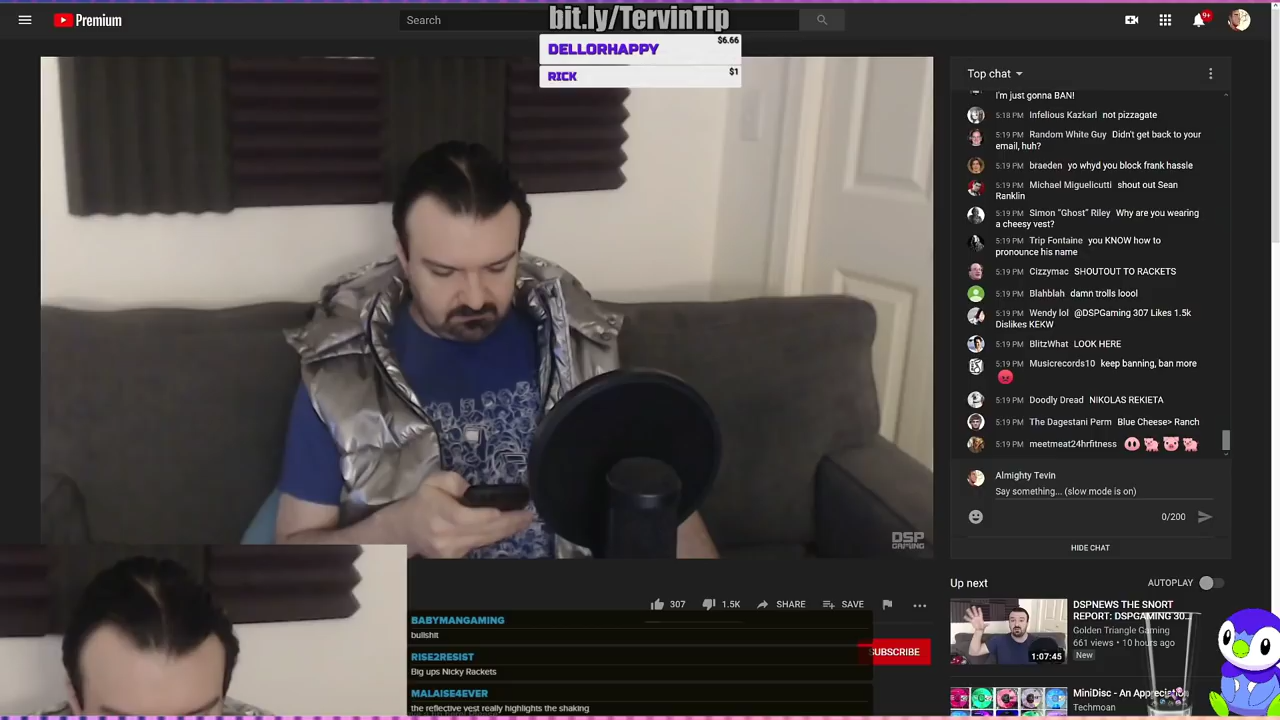 bit.ly/TervinTip
Premium
Search
9+
DELLORHAPPY $6.66
RICK $1
Top chat
I'm just gonna BAN!
5:18 PM Infelious Kazkari not pizzagate
5:19 PM Random White Guy Didn't get back to your
email, huh?
5:19 PM braeden yo whyd you block frank hassle
5:19 PM Michael Miguelicutti shout out Sean
Ranklin
5:19 PM Simon "Ghost" Riley Why are you wearing
a cheesy vest?
5:19 PM Trip Fontaine you KNOW how to
pronounce his name
5:19 PM Cizzymac SHOUTOUT TO RACKETS
5:19 PM Blahblah damn trolls loool
5:19 PM Wendy lol @DSPGaming 307 Likes 1.5k
Dislikes KEKW
5:19 PM BlitzWhat LOOK HERE
5:19 PM Musicrecords10 keep banning, ban more
5:19 PM Doodly Dread NIKOLAS REKIETA
5:19 PM The Dagestani Perm Blue Cheese> Ranch
5:19 PM meetmeat24hrfitness
Almighty Tevin
Say something... (slow mode is on)
0/200
HIDE CHAT
DSP
GAMING
307 1.5K SHARE SAVE
SUBSCRIBE
BABYMANGAMING
bullshit
RISE2RESIST
Big ups Nicky Rackets
MALAISE4EVER
the reflective vest really highlights the shaking
Up next AUTOPLAY
DSPNEWS THE SNORT
REPORT: DSPGAMING 30...
Golden Triangle Gaming
661 views • 10 hours ago
New
1:07:45
MiniDisc - An Appreciation
Techmoan